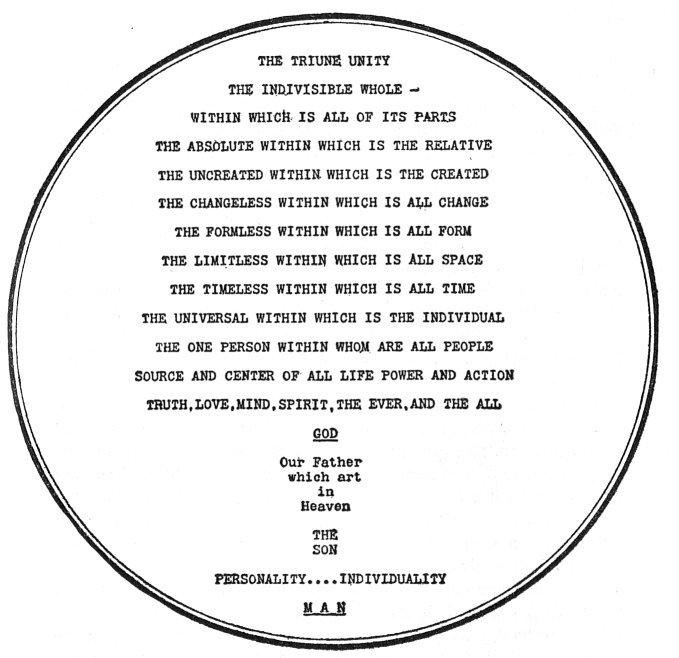 THE TRIUNE UNITY
THE INDIVISIBLE WHOLE -
WITHIN WHICH IS ALL OF ITS PARTS
THE ABSOLUTE WITHIN WHICH IS THE RELATIVE
THE UNCREATED WITHIN WHICH IS THE CREATED
THE CHANGELESS WITHIN WHICH IS ALL CHANGE
THE FORMLESS WITHIN WHICH IS ALL FORM
THE LIMITLESS WITHIN WHICH IS ALL SPACE
THE TIMELESS WITHIN WHICH IS ALL TIME
THE UNIVERSAL WITHIN WHICH IS THE INDIVIDUAL
THE ONE PERSON WITHIN WHOM ARE ALL PEOPLE
SOURCE AND CENTER OF ALL LIFE POWER AND ACTION
TRUTH,LOVE,MIND,SPIRIT,THE EVER,AND THE ALL
GOD
Our Father
which art
in
Heaven
THE
SON
PERSONALITY....INDIVIDUALITY
M A N